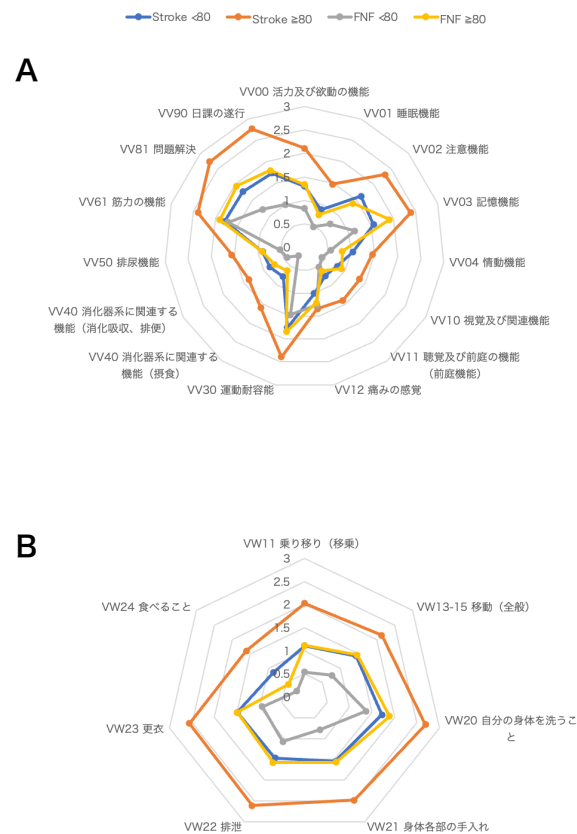 Stroke <80
Stroke ≥80
FNF <80
FNF ≥80
A
VV00 活力及び欲動の機能
VV90 日課の遂行
VV01 睡眠機能
VV81 問題解決
VV02 注意機能
VV61 筋力の機能
VV03 記憶機能
VV50 排尿機能
VV04 情動機能
VV40 消化器系に関連する
機能（消化吸収、排便）
VV10 視覚及び関連機能
VV40 消化器系に関連する
機能（摂食）
VV11 聴覚及び前庭の機能
（前庭機能）
VV30 運動耐容能
VV12 痛みの感覚
3
2.5
2
1.5
1
0.5
0
B
VW11 乗り移り（移乗）
VW24 食べること
VW13-15 移動（全般）
VW23 更衣
VW20 自分の身体を洗うこ
と
VW22 排泄
VW21 身体各部の手入れ
3
2.5
2
1.5
1
0.5
0